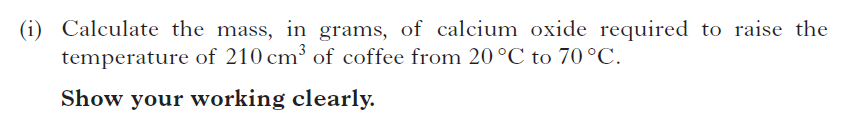 (i) Calculate the mass, in grams, of calcium oxide required to raise the
temperature of 210 cm³ of coffee from 20 °C to 70 °C.
Show your working clearly.